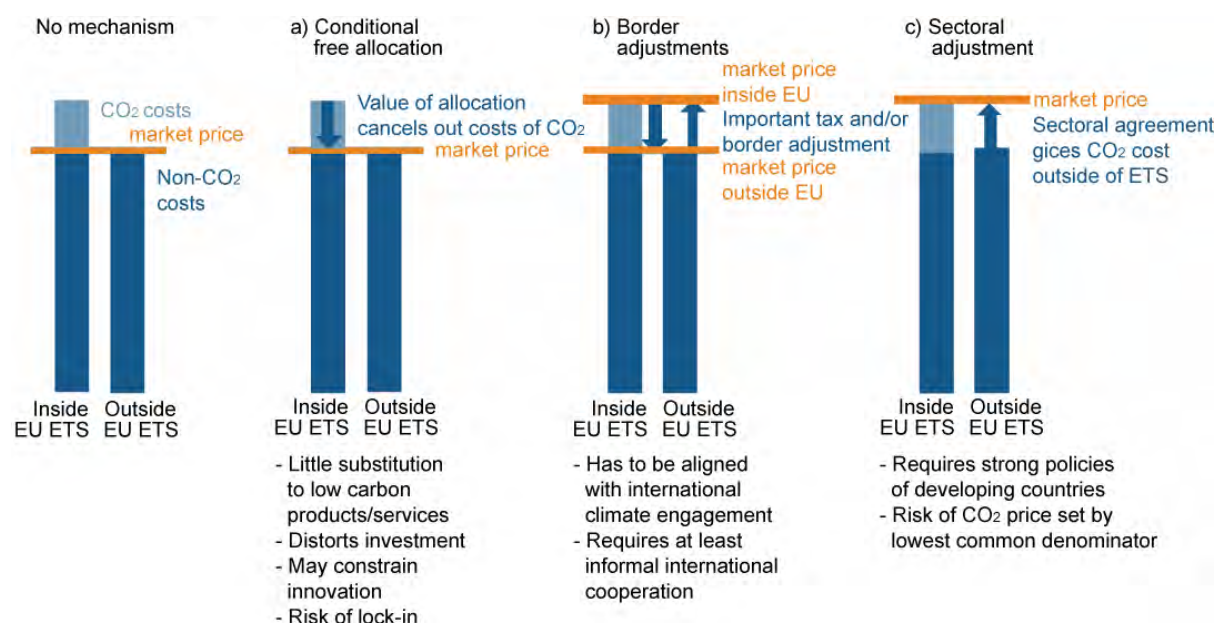 No mechanism
CO2 costs
market price
Non-CO2
costs
Inside
EU ETS
Outside
EU ETS
a) Conditional
free allocation
Value of allocation
cancels out costs of CO2
market price
Inside
EU ETS
Outside
EU ETS
- Little substitution
to low carbon
products/services
- Distorts investment
- May constrain
innovation
- Risk of lock-in
b) Border
adjustments
market price
inside EU
Important tax and/or
border adjustment
market price
outside EU
Inside
EU ETS
Outside
EU ETS
- Has to be aligned
with international
climate engagement
- Requires at least
informal international
cooperation
c) Sectoral
adjustment
market price
Sectoral agreement
gices CO2 cost
outside of ETS
Inside
EU ETS
Outside
EU ETS
- Requires strong policies
of developing countries
- Risk of CO2 price set by
lowest common denominator